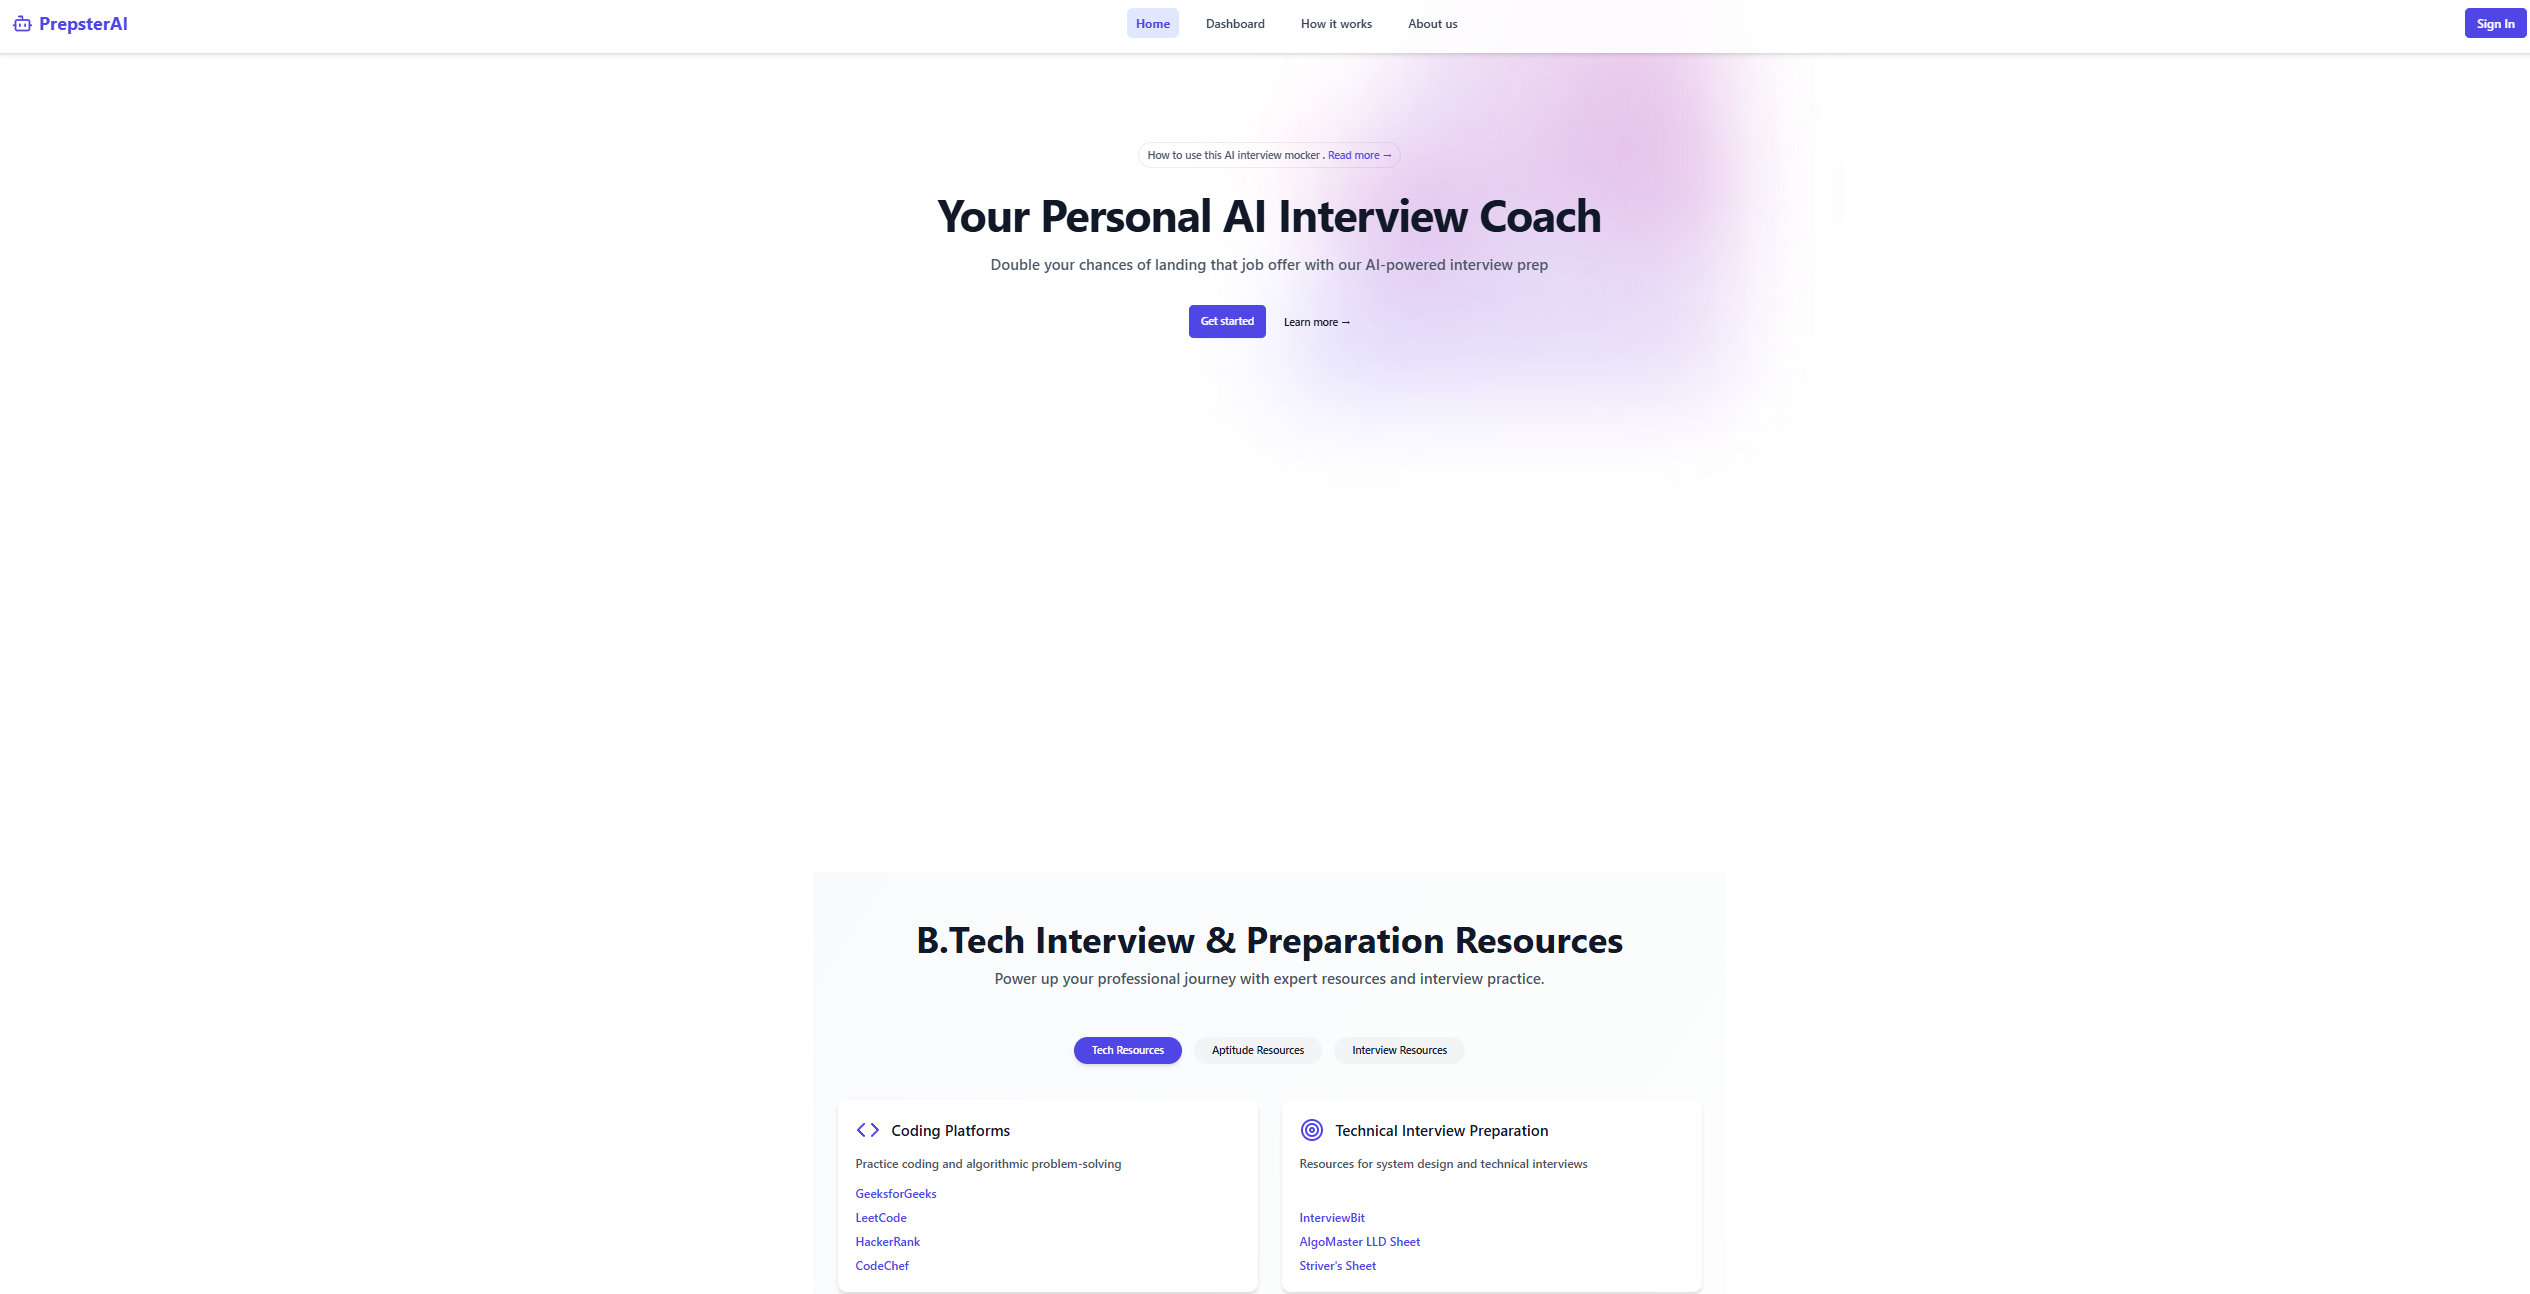 PrepsterAI
Home Dashboard How it works About us
Sign In
How to use this AI interview mocker . Read more →
Your Personal AI Interview Coach
Double your chances of landing that job offer with our AI-powered interview prep
Get started Learn more →
B.Tech Interview & Preparation Resources
Power up your professional journey with expert resources and interview practice.
Tech Resources Aptitude Resources Interview Resources
Coding Platforms
Practice coding and algorithmic problem-solving
GeeksforGeeks
LeetCode
HackerRank
CodeChef
Technical Interview Preparation
Resources for system design and technical interviews
InterviewBit
AlgoMaster LLD Sheet
Striver's Sheet